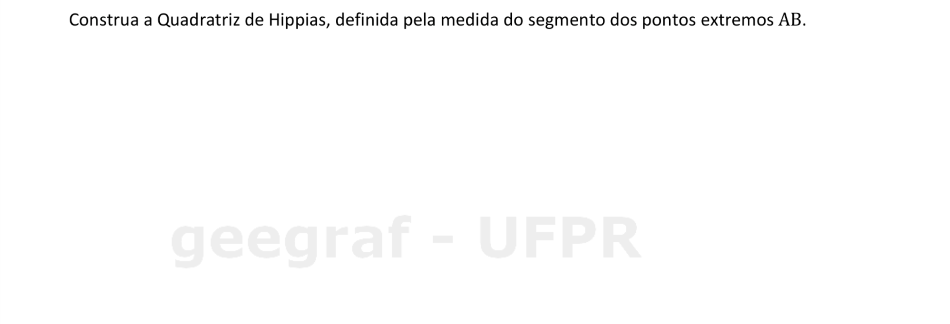 Construa a Quadratriz de Hippias, definida pela medida do segmento dos pontos extremos AB.
geegraf - UFPR